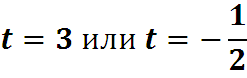 t = 3 или t = −1/2